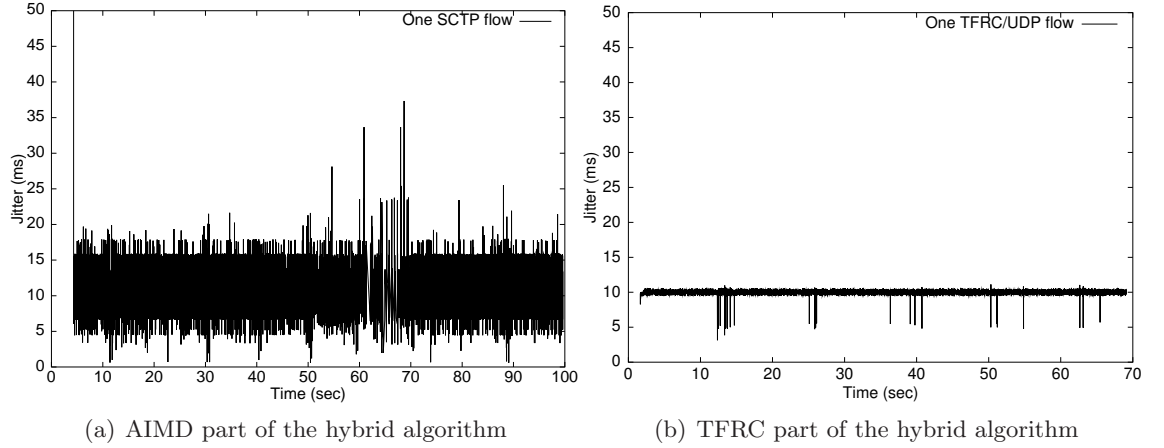 50
45
40
35
30
25
20
15
10
5
0
Jitter (ms)
One SCTP flow
0 10 20 30 40 50 60 70 80 90 100
Time (sec)
(a) AIMD part of the hybrid algorithm
50
45
40
35
30
25
20
15
10
5
0
Jitter (ms)
One TFRC/UDP flow
0 10 20 30 40 50 60 70
Time (sec)
(b) TFRC part of the hybrid algorithm